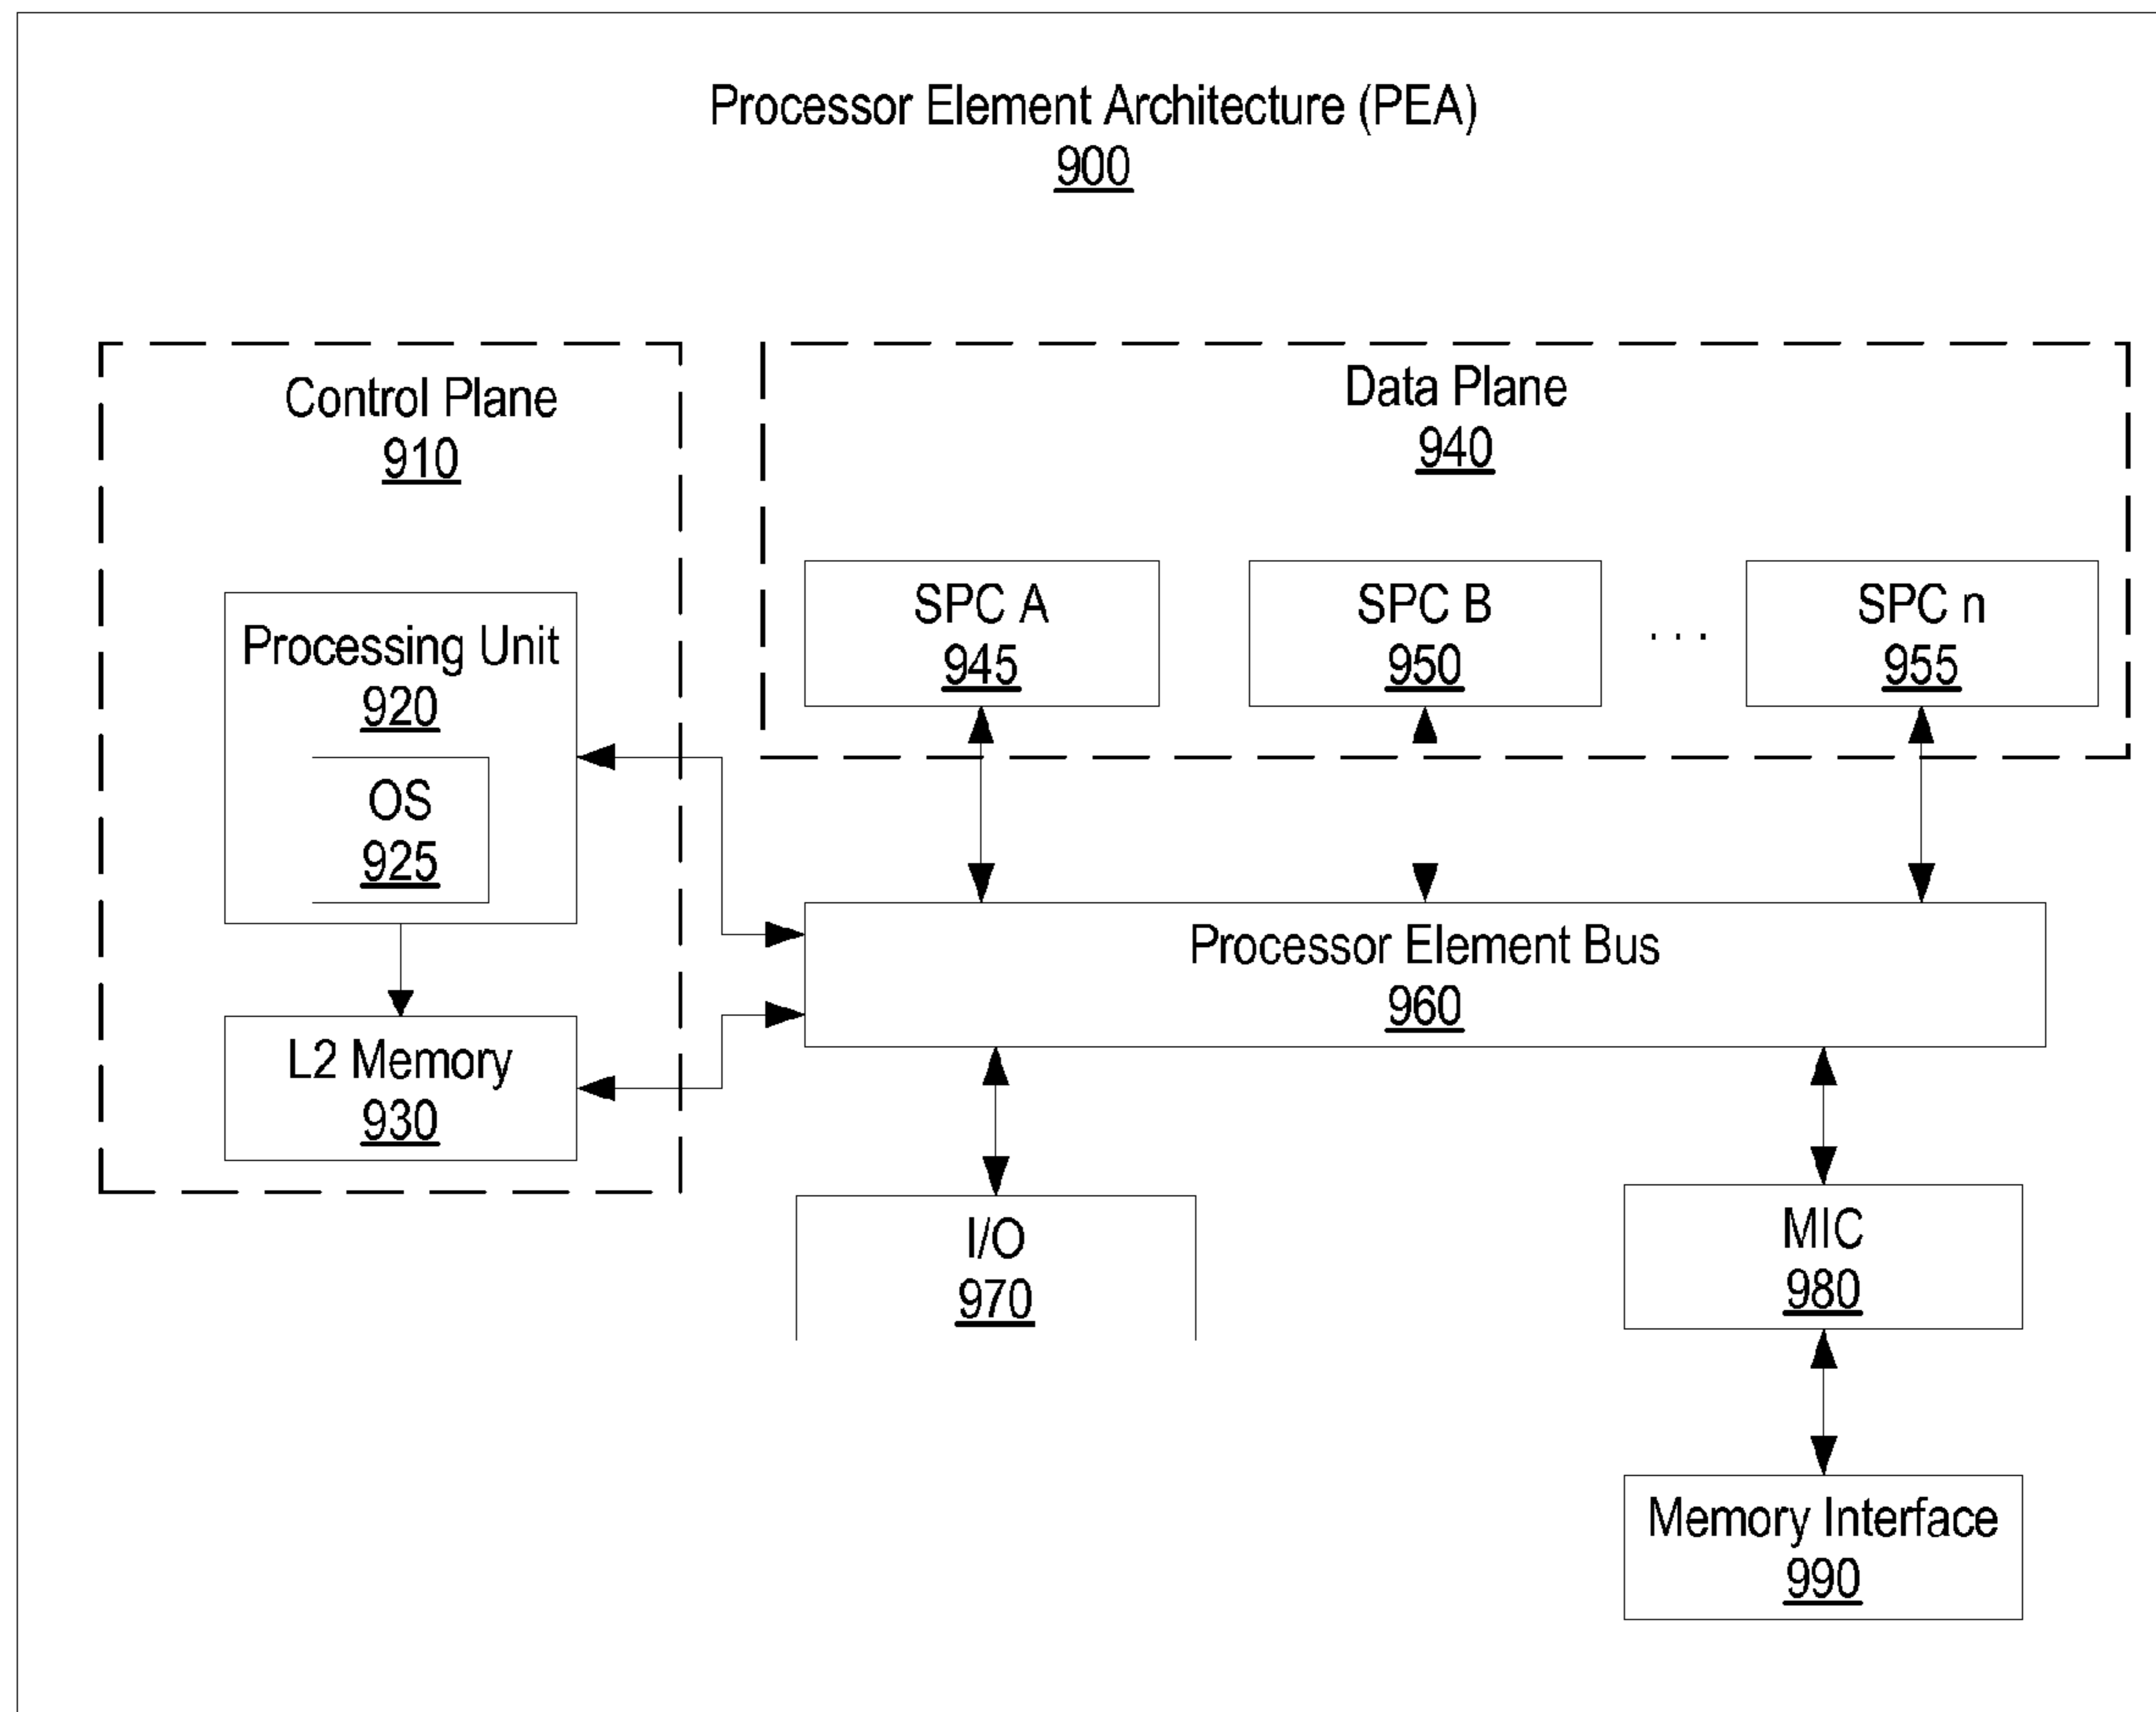 Processor Element Architecture (PEA)
900
Control Plane
910
Processing Unit
920
OS
925
L2 Memory
930
Data Plane
940
SPC A
945
SPC B
950
. . .
SPC n
955
Processor Element Bus
960
I/O
970
MIC
980
Memory Interface
990